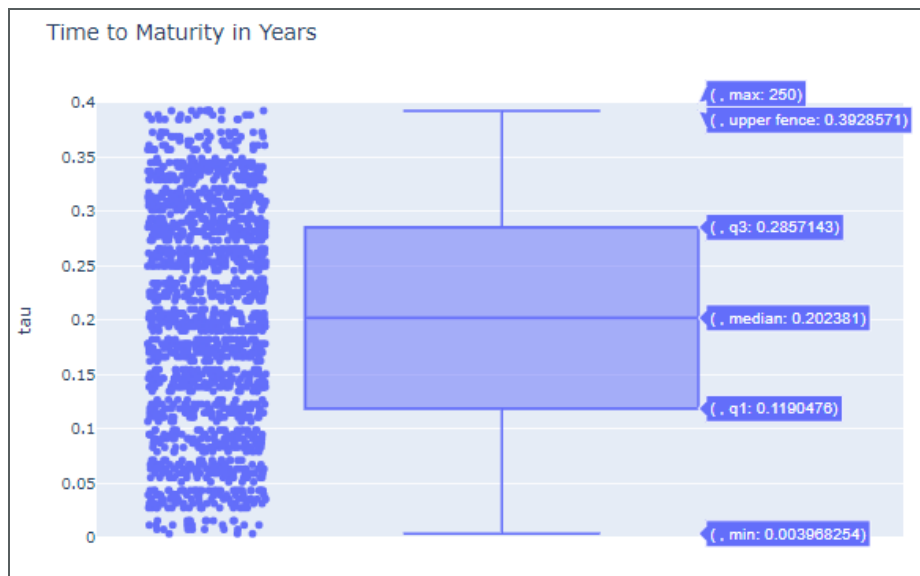 Time to Maturity in Years
0.4
0.35
0.3
0.25
0.2
0.15
0.1
0.05
0
tau
( , max: 250)
( , upper fence: 0.3928571)
( , q3: 0.2857143)
( , median: 0.202381)
( , q1: 0.1190476)
( , min: 0.003968254)